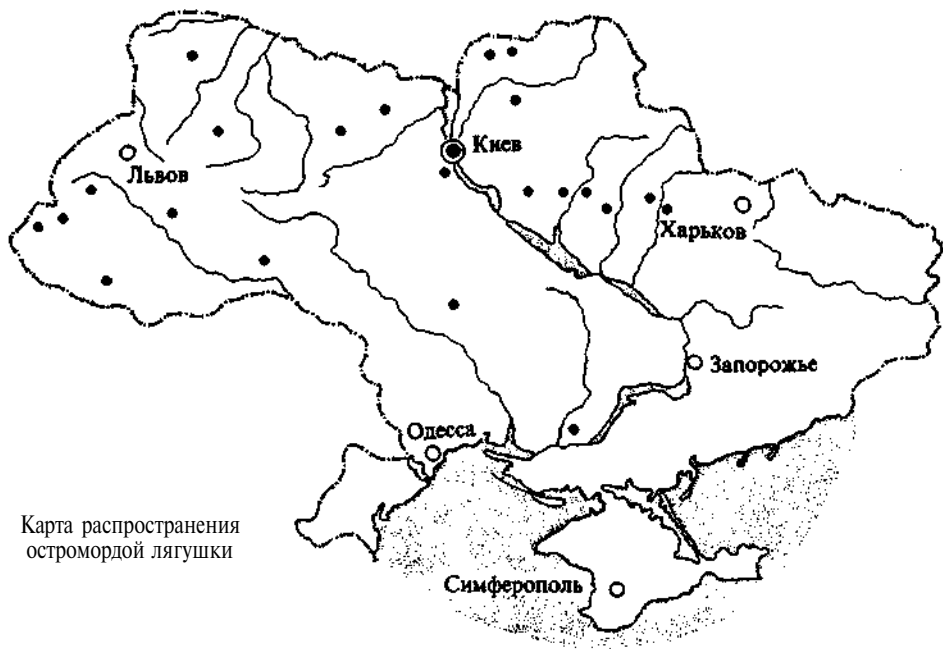 Киев
Львов
Харьков
Запорожье
Одесса
Карта распространения
остромордой лягушки
Симферополь